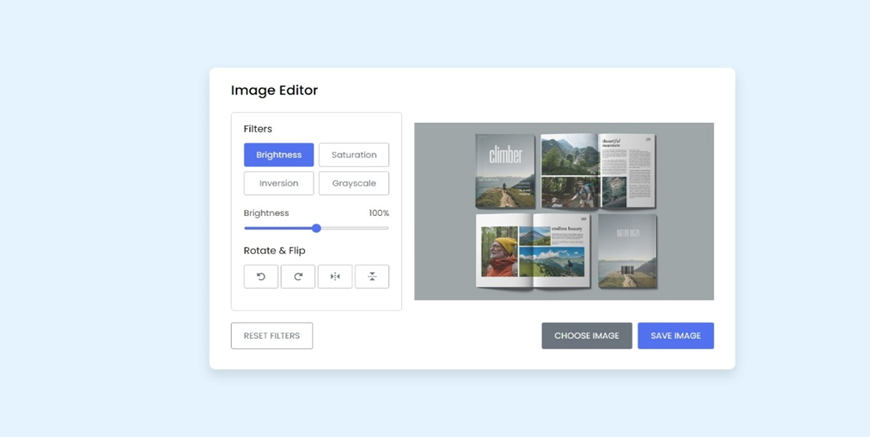 Image Editor
Filters
Brightness
Saturation
Inversion
Grayscale
Brightness 100%
Rotate & Flip
climber
Beautiful
endless beauty
RESET FILTERS
CHOOSE IMAGE
SAVE IMAGE